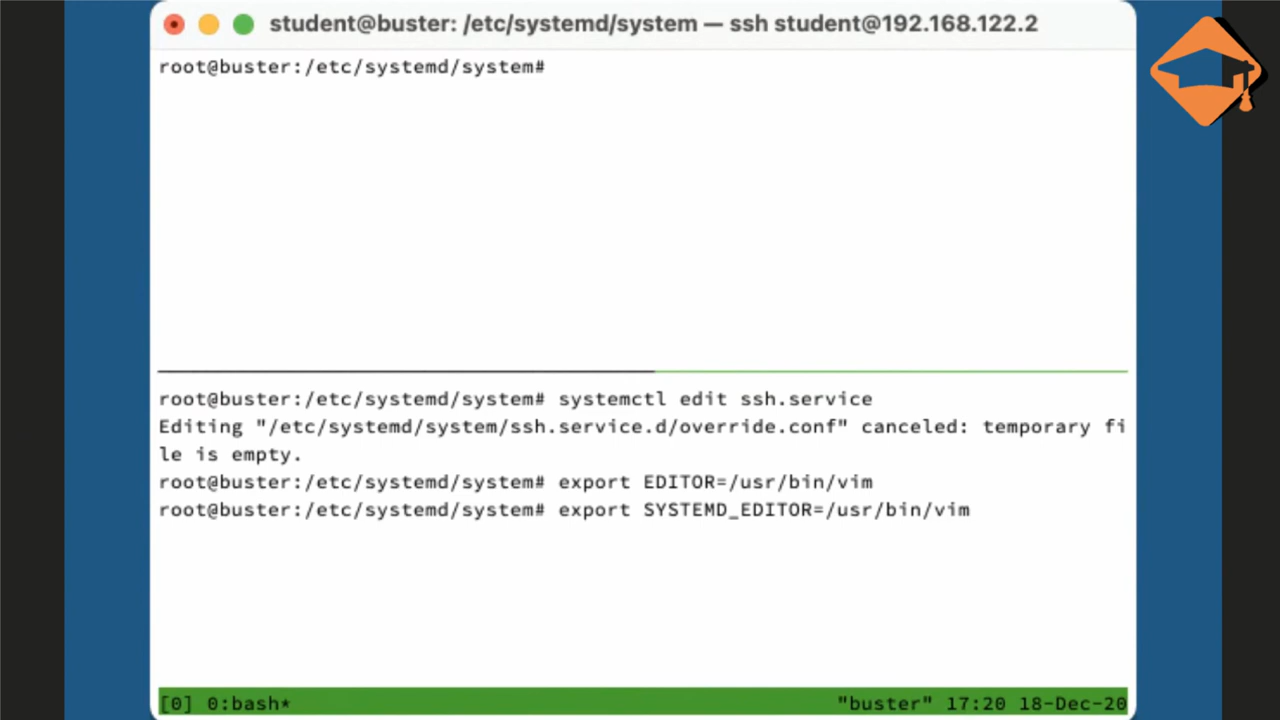 student@buster: /etc/systemd/system — ssh student@192.168.122.2
root@buster:/etc/systemd/system#
root@buster:/etc/systemd/system# systemctl edit ssh.service
Editing "/etc/systemd/system/ssh.service.d/override.conf" canceled: temporary fi
le is empty.
root@buster:/etc/systemd/system# export EDITOR=/usr/bin/vim
root@buster:/etc/systemd/system# export SYSTEMD_EDITOR=/usr/bin/vim
[0] 0:bash* "buster" 17:20 18-Dec-20